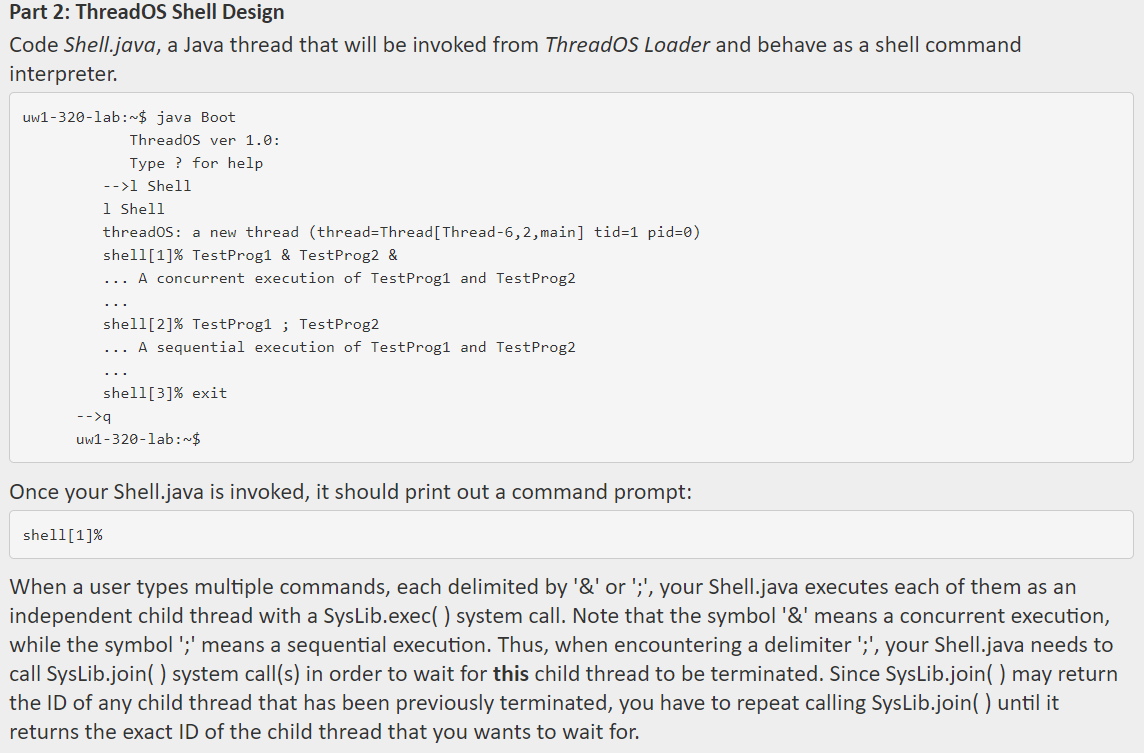 Part 2: ThreadOS Shell Design
Code Shell.java, a Java thread that will be invoked from ThreadOS Loader and behave as a shell command
interpreter.
uw1-320-lab:~$ java Boot
ThreadOS ver 1.0:
Type ? for help
-->l Shell
l Shell
threadOS: a new thread (thread=Thread[Thread-6,2,main] tid=1 pid=0)
shell[1]% TestProg1 & TestProg2 &
... A concurrent execution of TestProg1 and TestProg2
...
shell[2]% TestProg1 ; TestProg2
... A sequential execution of TestProg1 and TestProg2
...
shell[3]% exit
-->q
uw1-320-lab:~$
Once your Shell.java is invoked, it should print out a command prompt:
shell[1]%
When a user types multiple commands, each delimited by '&' or ';', your Shell.java executes each of them as an
independent child thread with a SysLib.exec( ) system call. Note that the symbol '&' means a concurrent execution,
while the symbol ';' means a sequential execution. Thus, when encountering a delimiter ';', your Shell.java needs to
call SysLib.join( ) system call(s) in order to wait for this child thread to be terminated. Since SysLib.join( ) may return
the ID of any child thread that has been previously terminated, you have to repeat calling SysLib.join( ) until it
returns the exact ID of the child thread that you wants to wait for.